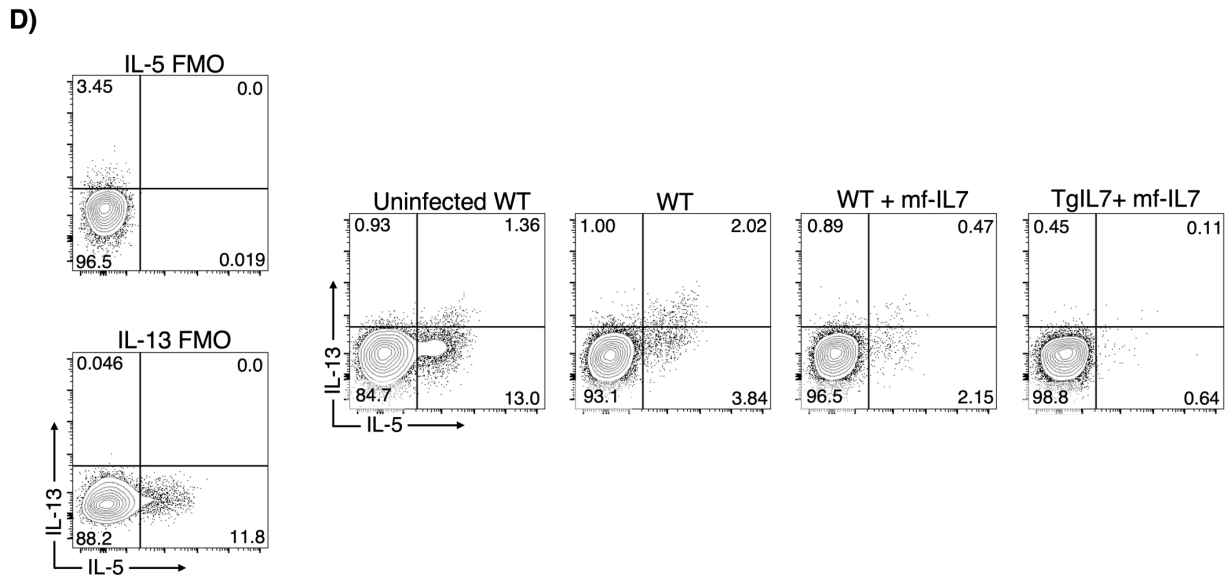 D)
IL-5 FMO
3.45 0.0
96.5 0.019
IL-13 FMO
0.046 0.0
88.2 11.8
IL-13
IL-5
Uninfected WT
0.93 1.36
84.7 13.0
IL-13
IL-5
WT
1.00 2.02
93.1 3.84
WT + mf-IL7
0.89 0.47
96.5 2.15
TgIL7+ mf-IL7
0.45 0.11
98.8 0.64